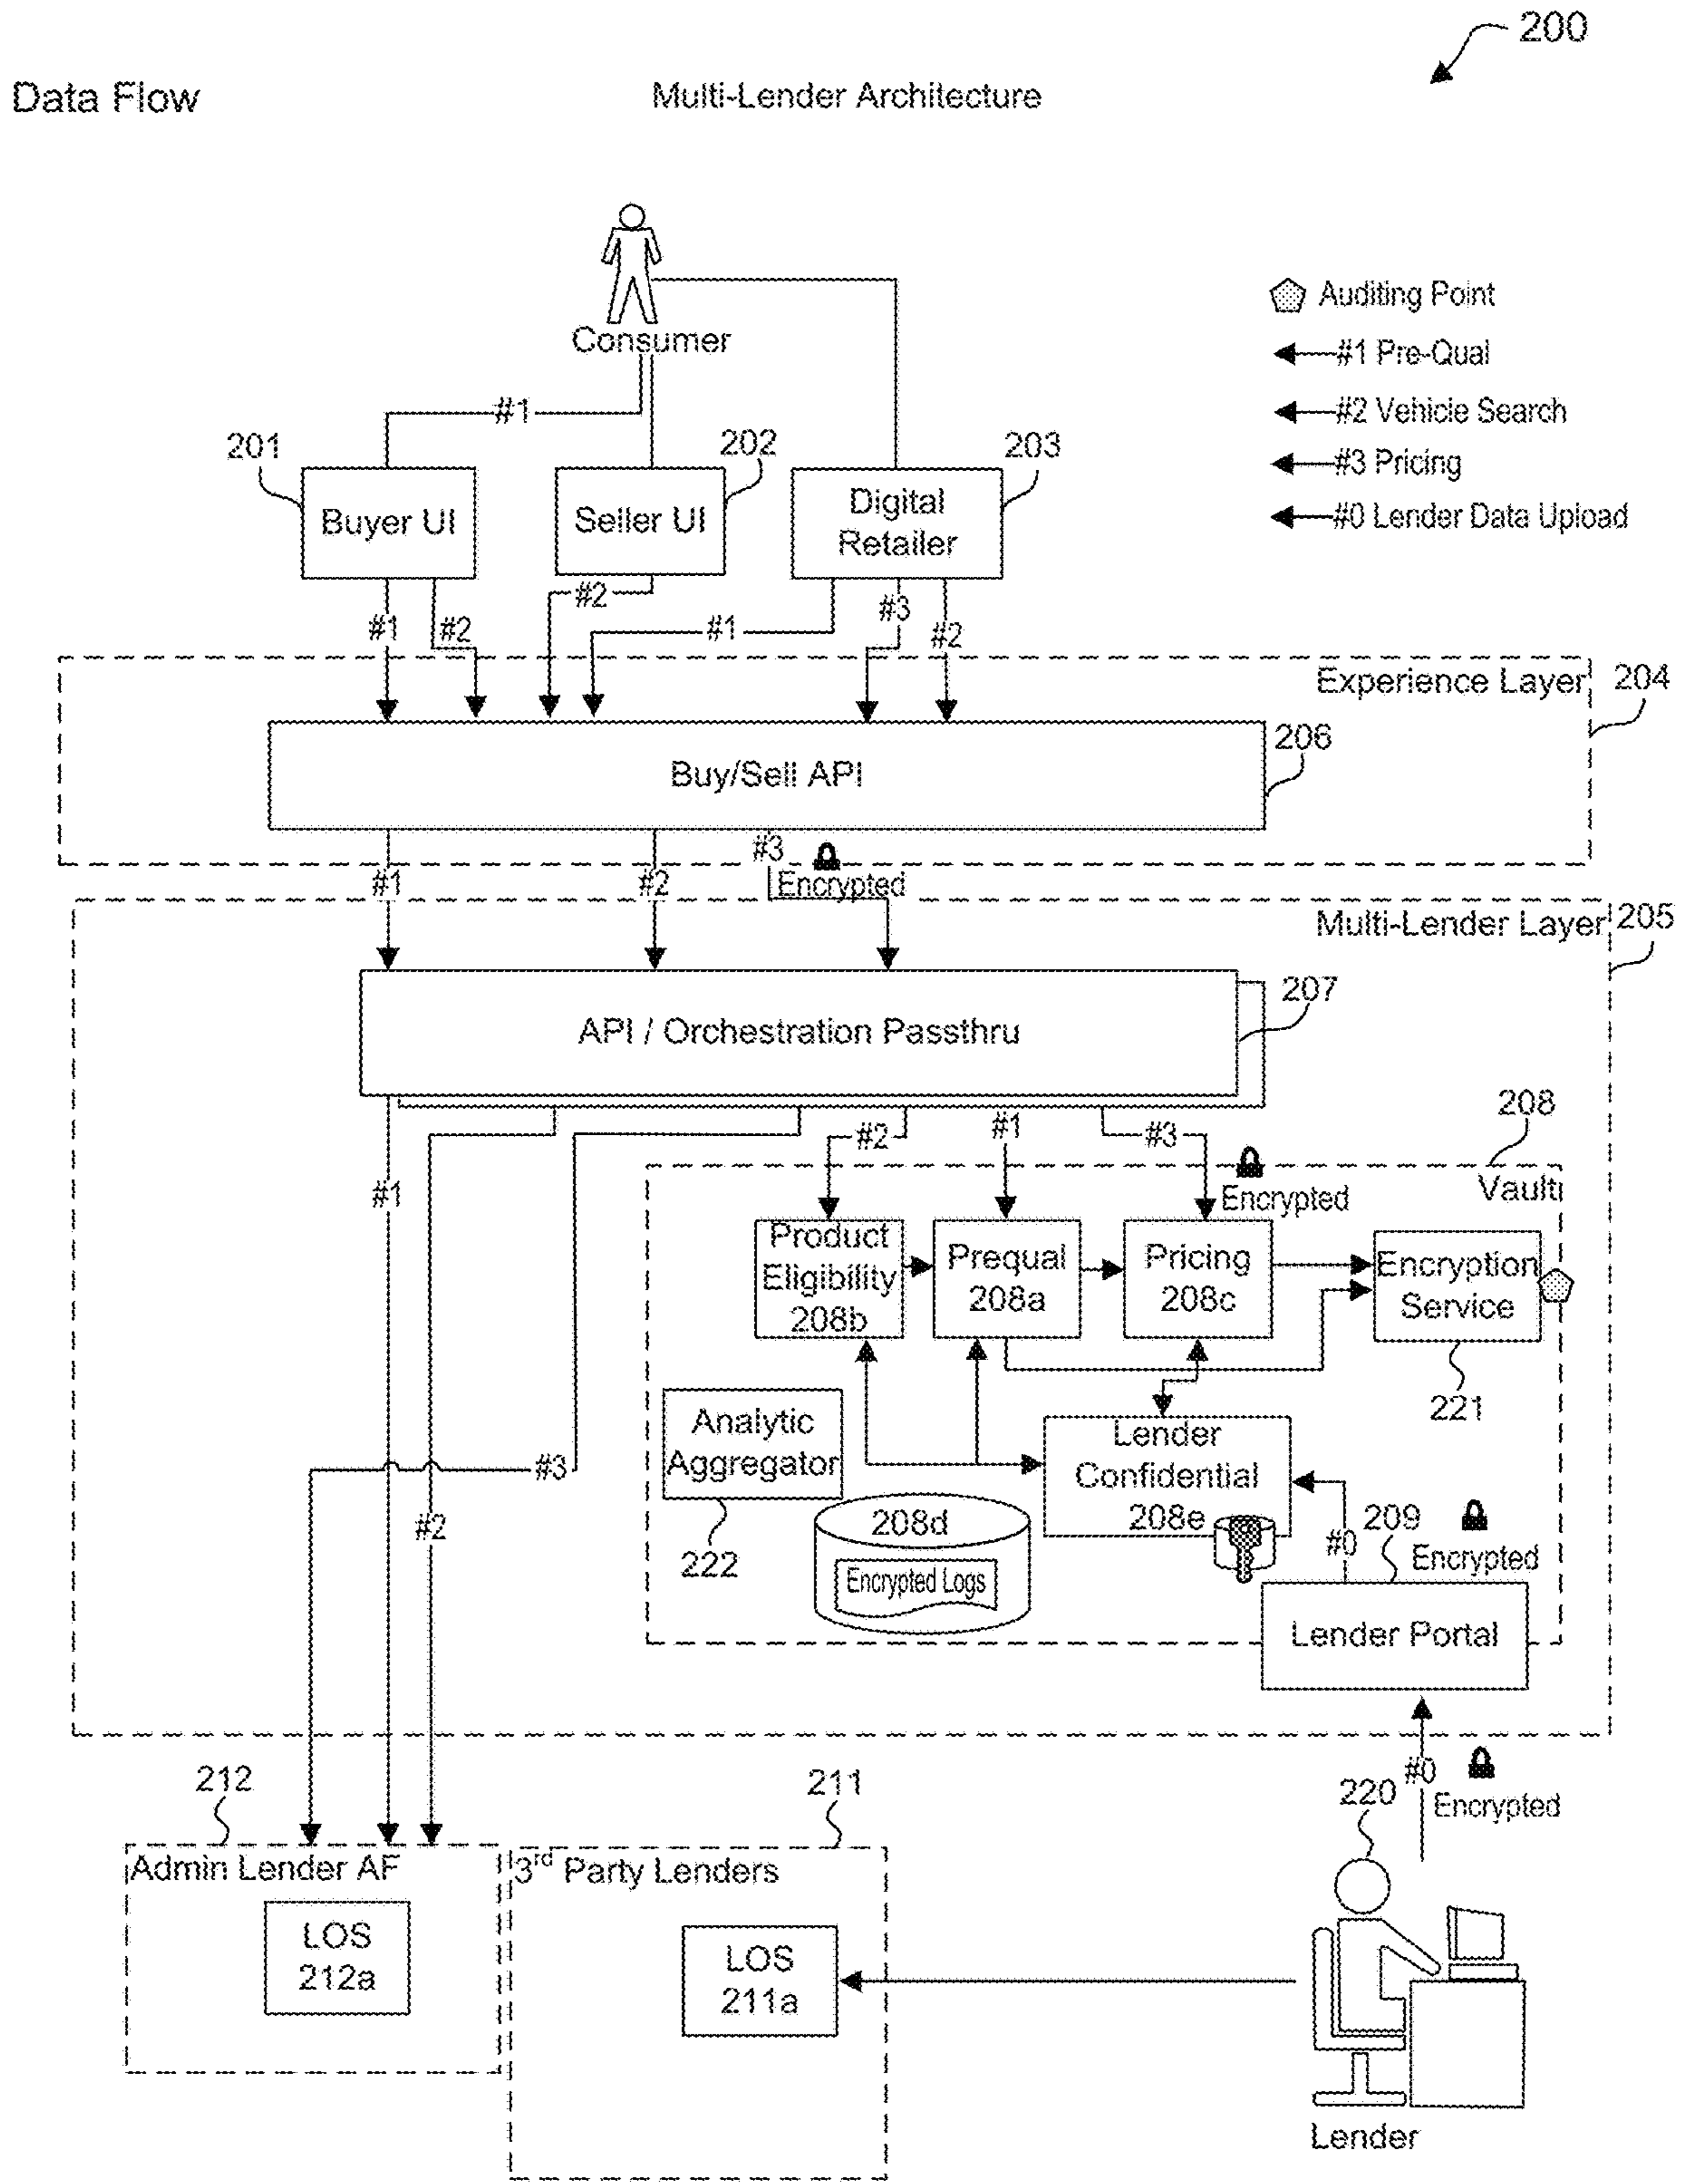 200
Data Flow
Multi-Lender Architecture
Consumer
Auditing Point
#1 Pre-Qual
#2 Vehicle Search
#3 Pricing
#0 Lender Data Upload
#1
201
202
203
Buyer UI
Seller UI
Digital
Retailer
#1
#2
#2
#1
#3
#2
Experience Layer
204
206
Buy/Sell API
#1
#2
#3
Encrypted
Multi-Lender Layer
205
207
API / Orchestration Passthru
#2
#1
#3
208
Vault
Encrypted
#1
Product
Eligibility
208b
Prequal
208a
Pricing
208c
Encryption
Service
221
Analytic
Aggregator
222
Lender
Confidential
208e
#3
#2
208d
Encrypted Logs
#0
209
Encrypted
Lender Portal
#0
Encrypted
212
211
220
Admin Lender AF
LOS
212a
3rd Party Lenders
LOS
211a
Lender